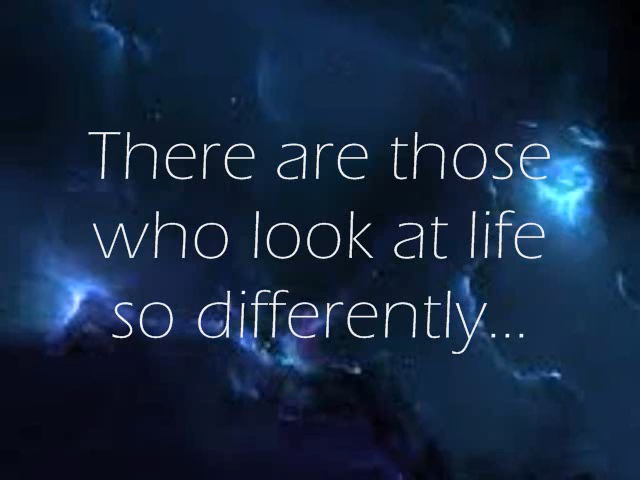 There are those
who look at life
so differently...